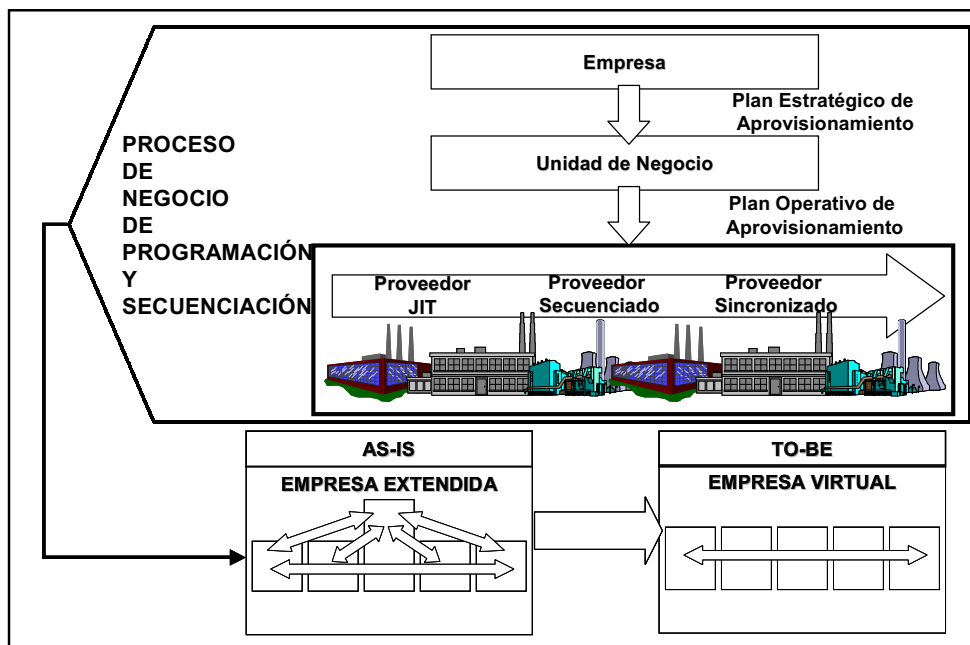 Empresa
Plan Estratégico de
Aprovisionamiento
PROCESO
DE
NEGOCIO
DE
PROGRAMACIÓN
Y
SECUENCIACIÓN
Unidad de Negocio
Plan Operativo de
Aprovisionamiento
Proveedor
JIT
Proveedor
Secuenciado
Proveedor
Sincronizado
AS-IS
EMPRESA EXTENDIDA
TO-BE
EMPRESA VIRTUAL